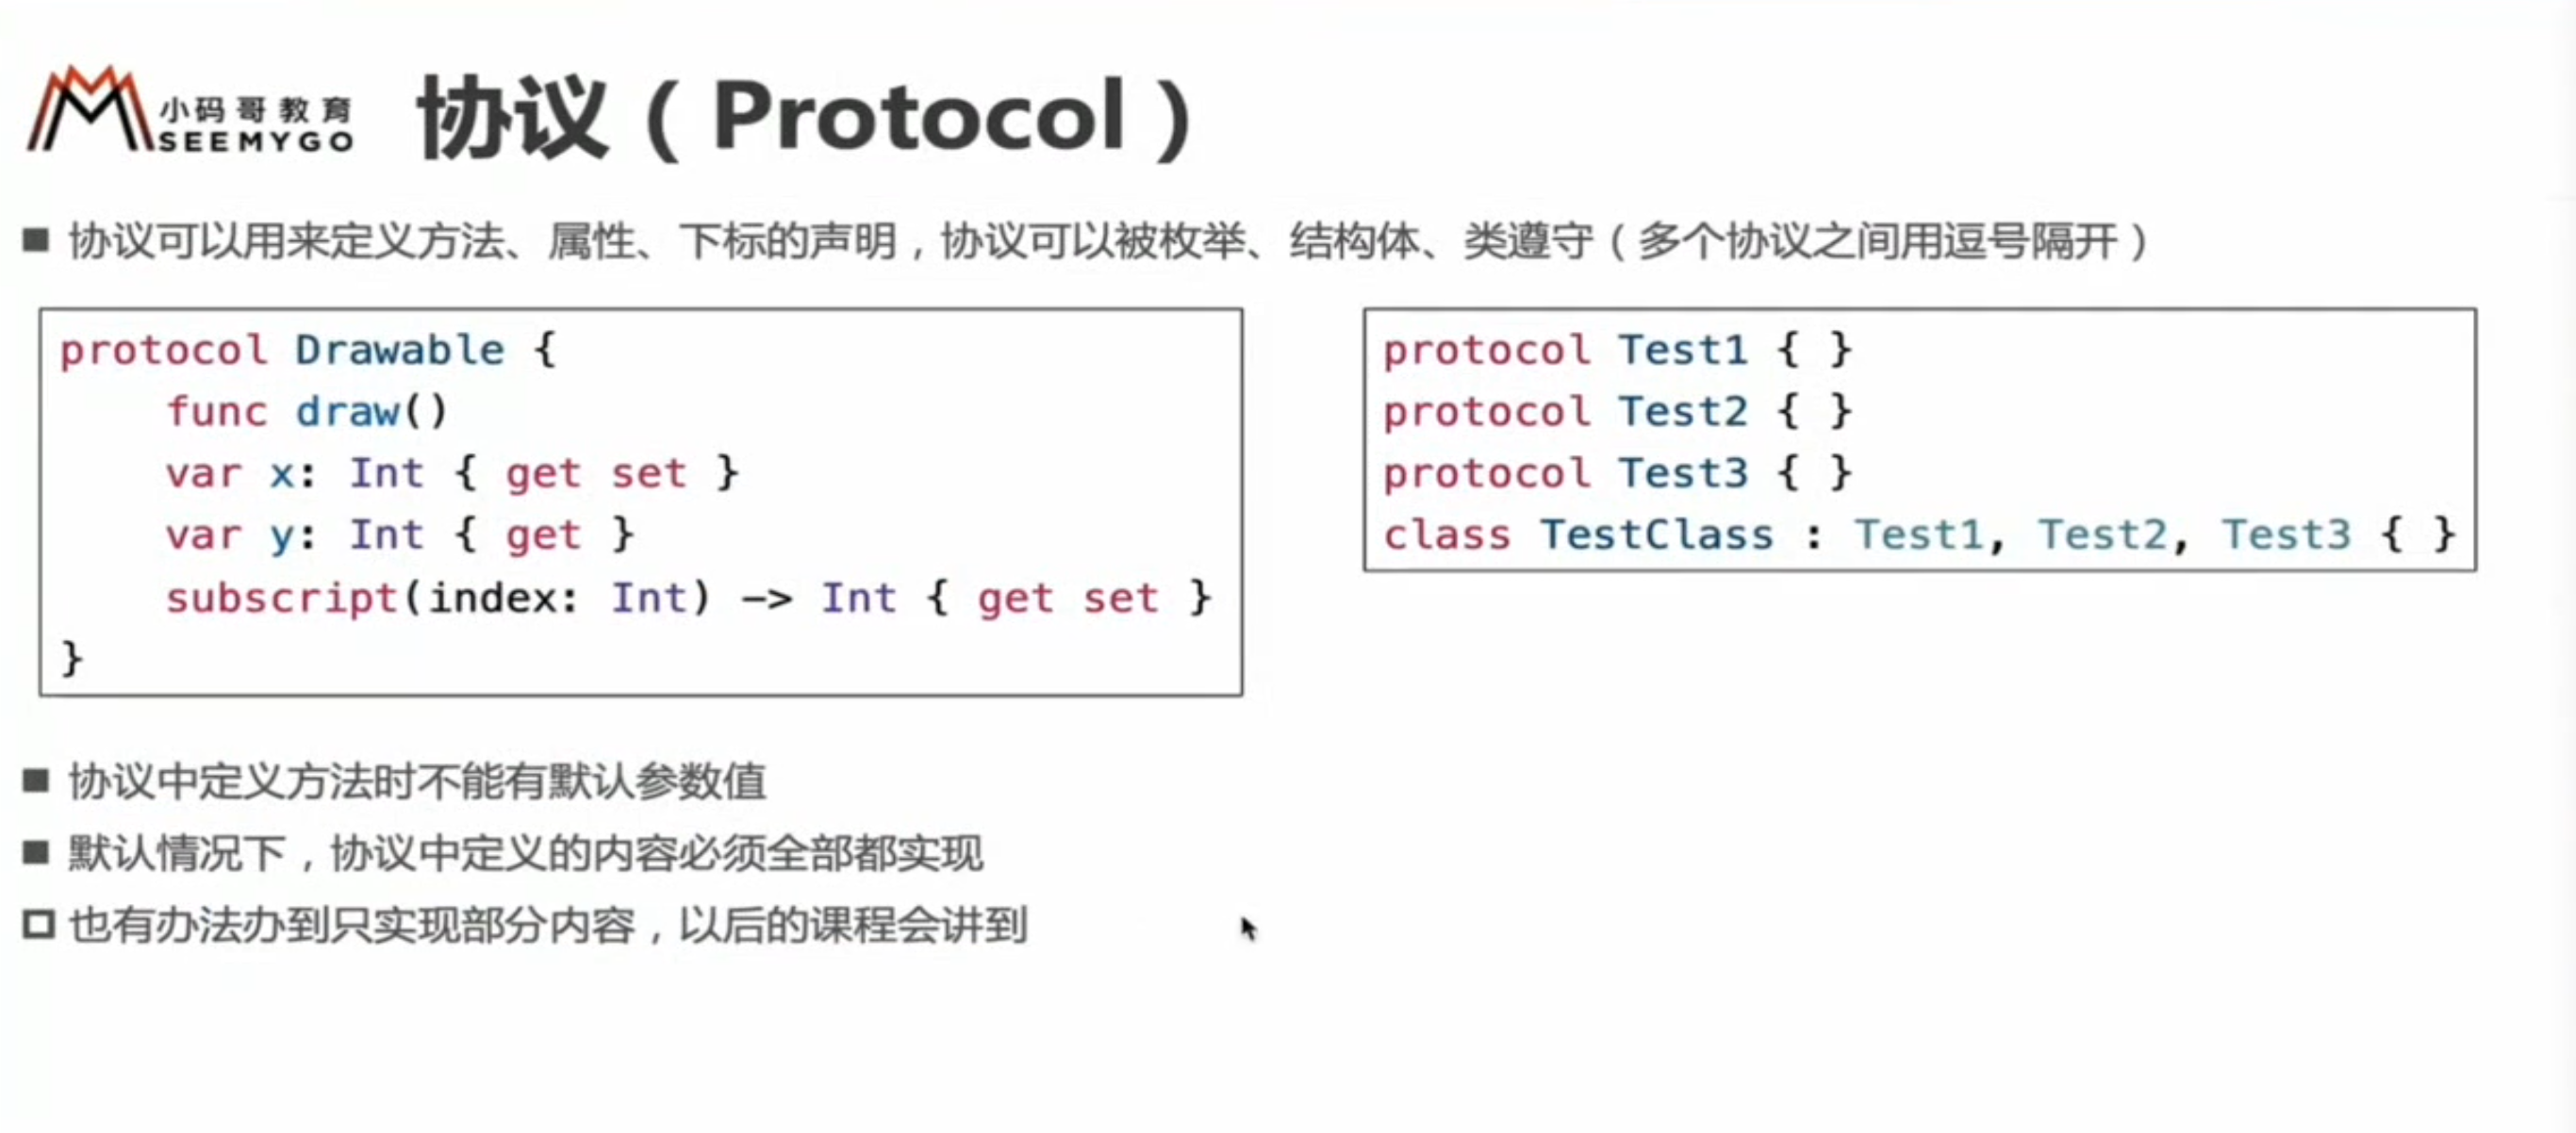 小码哥教育
SEEMYGO
协议（Protocol）
■ 协议可以用来定义方法、属性、下标的声明，协议可以被枚举、结构体、类遵守（多个协议之间用逗号隔开）
protocol Drawable {
    func draw()
    var x: Int { get set }
    var y: Int { get }
    subscript(index: Int) -> Int { get set }
}
protocol Test1 { }
protocol Test2 { }
protocol Test3 { }
class TestClass : Test1, Test2, Test3 { }
■ 协议中定义方法时不能有默认参数值
■ 默认情况下，协议中定义的内容必须全部都实现
□ 也有办法办到只实现部分内容，以后的课程会讲到